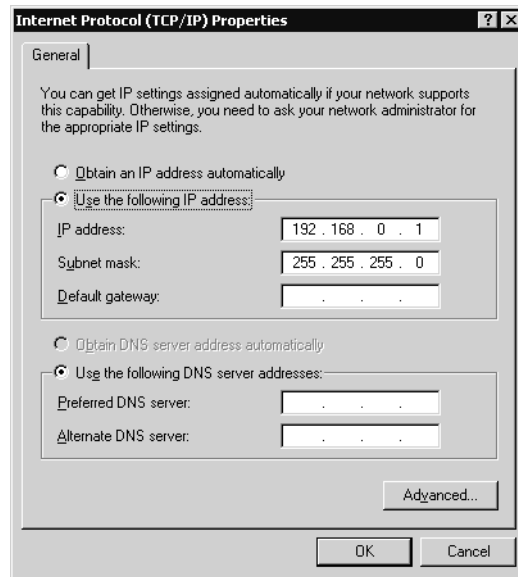 Internet Protocol (TCP/IP) Properties
General
You can get IP settings assigned automatically if your network supports
this capability. Otherwise, you need to ask your network administrator for
the appropriate IP settings.
Obtain an IP address automatically
Use the following IP address:
IP address: 192 . 168 . 0 . 1
Subnet mask: 255 . 255 . 255 . 0
Default gateway: . . .
Obtain DNS server address automatically
Use the following DNS server addresses:
Preferred DNS server: . . .
Alternate DNS server: . . .
Advanced...
OK Cancel